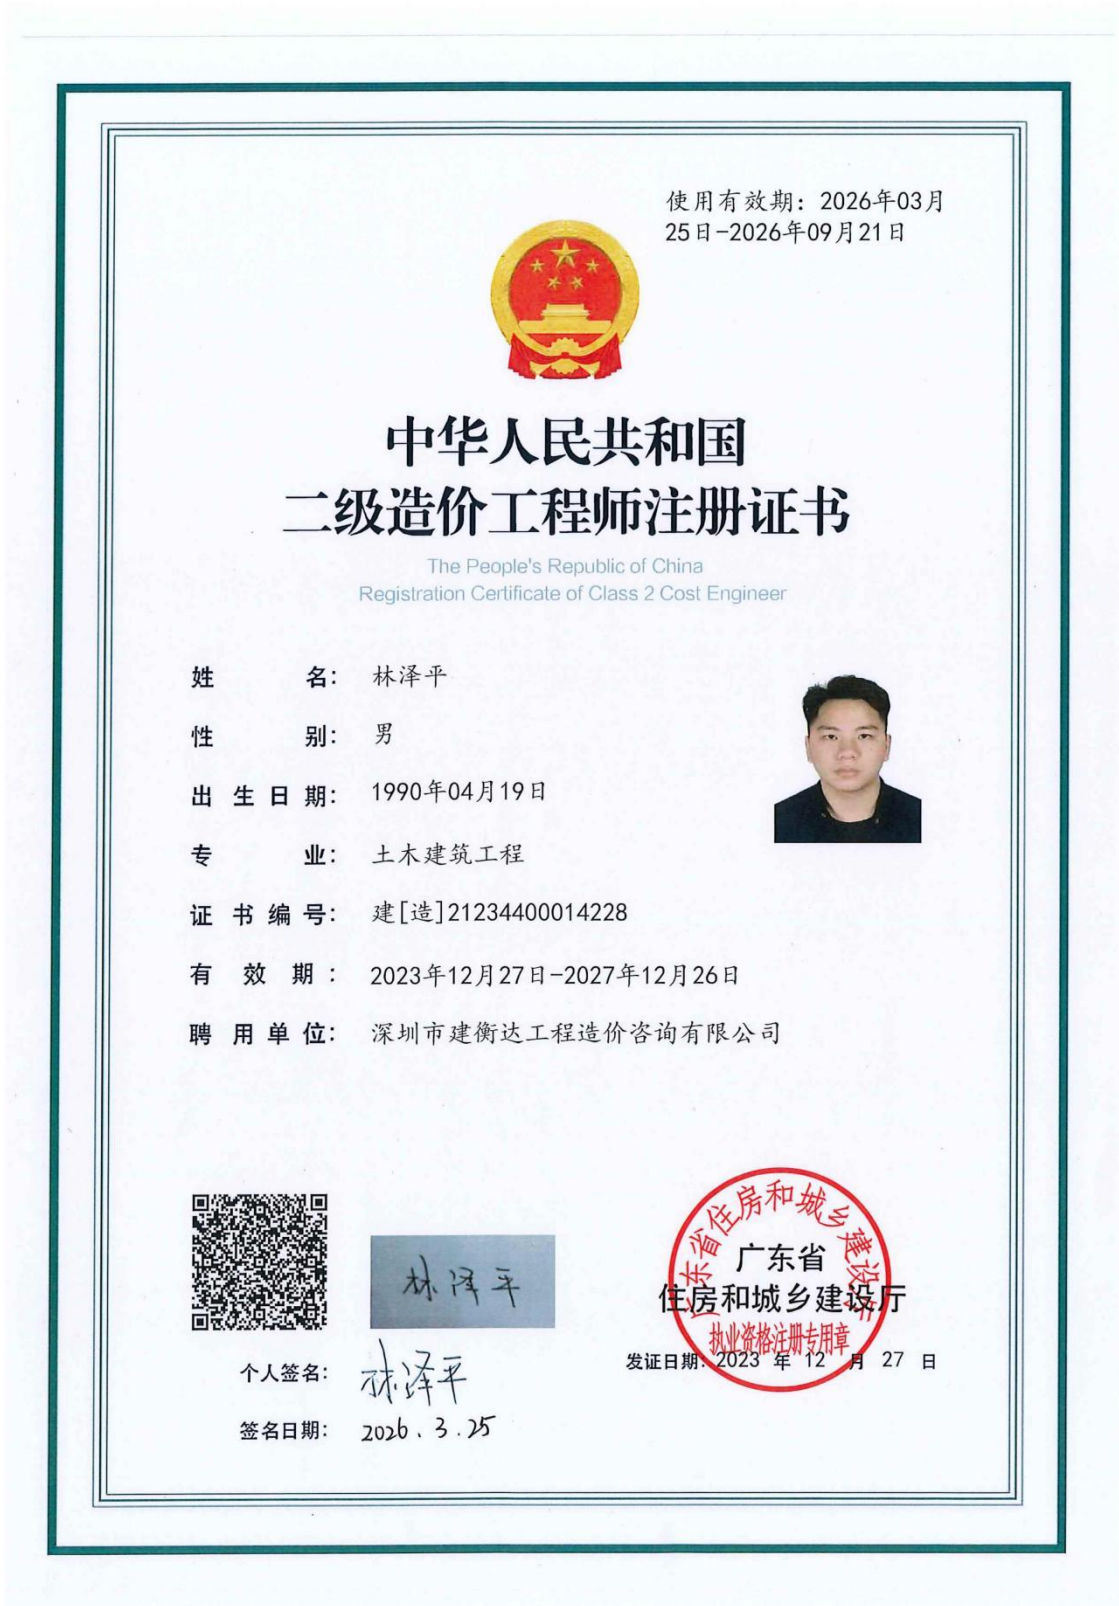 使用有效期：2026年03月
25日-2026年09月21日
中华人民共和国
二级造价工程师注册证书
The People's Republic of China
Registration Certificate of Class 2 Cost Engineer
姓名：林泽平
性别：男
出生日期：1990年04月19日
专业：土木建筑工程
证书编号：建[造]21234400014228
有效期：2023年12月27日-2027年12月26日
聘用单位：深圳市建衡达工程造价咨询有限公司
林泽平
个人签名：林泽平
签名日期：2026.3.25
广东省住房和城乡建设厅
广东省
住房和城乡建设厅
执业资格注册专用章
发证日期：2023年12月27日